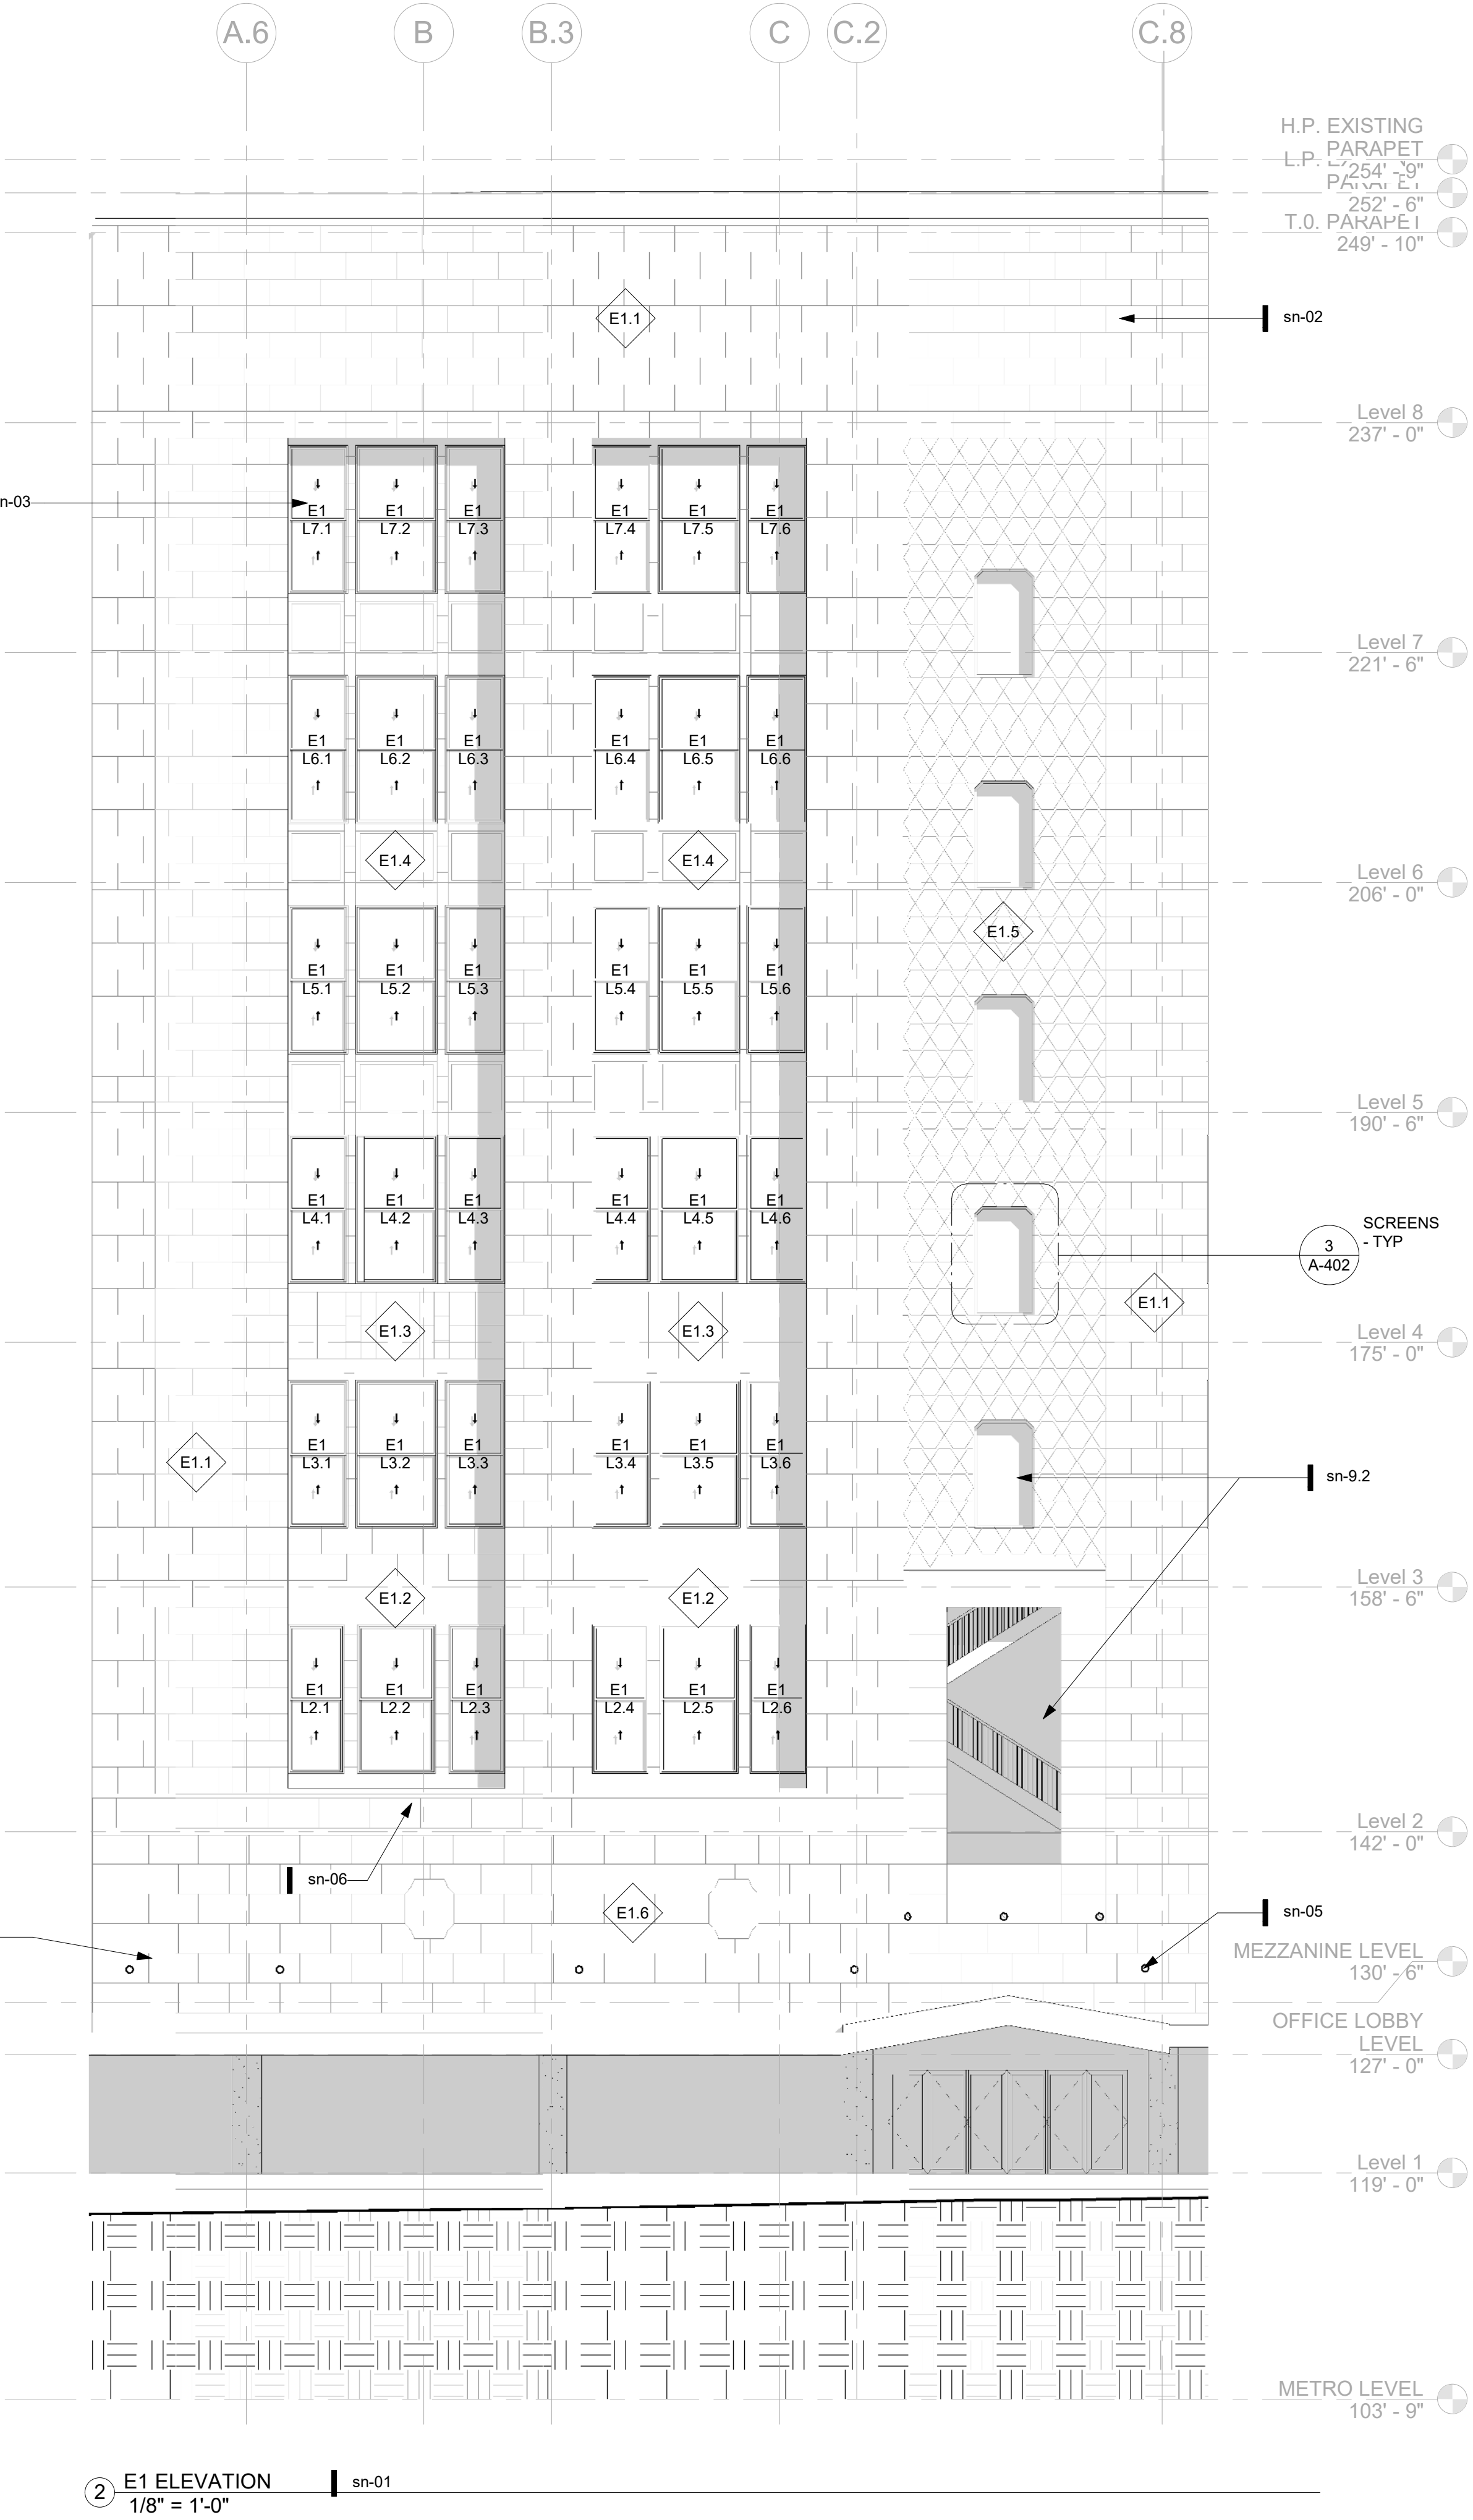 A.6 B B.3 C C.2 C.8
H.P. EXISTING
PARAPET
254' - 9"
L.P.
252' - 6"
T.0. PARAPET
249' - 10"
E1.1
sn-02
Level 8
237' - 0"
n-03
E1 E1 E1 E1 E1 E1
L7.1 L7.2 L7.3 L7.4 L7.5 L7.6
Level 7
221' - 6"
E1 E1 E1 E1 E1 E1
L6.1 L6.2 L6.3 L6.4 L6.5 L6.6
E1.4 E1.4
Level 6
206' - 0"
E1.5
E1 E1 E1 E1 E1 E1
L5.1 L5.2 L5.3 L5.4 L5.5 L5.6
Level 5
190' - 6"
E1 E1 E1 E1 E1 E1
L4.1 L4.2 L4.3 L4.4 L4.5 L4.6
SCREENS
- TYP
3
A-402
E1.1
E1.3 E1.3
Level 4
175' - 0"
E1 E1 E1 E1 E1 E1
L3.1 L3.2 L3.3 L3.4 L3.5 L3.6
E1.1
sn-9.2
Level 3
158' - 6"
E1.2 E1.2
E1 E1 E1 E1 E1 E1
L2.1 L2.2 L2.3 L2.4 L2.5 L2.6
Level 2
142' - 0"
sn-06
E1.6
sn-05
MEZZANINE LEVEL
130' - 6"
OFFICE LOBBY
LEVEL
127' - 0"
Level 1
119' - 0"
METRO LEVEL
103' - 9"
2 E1 ELEVATION sn-01
1/8" = 1'-0"